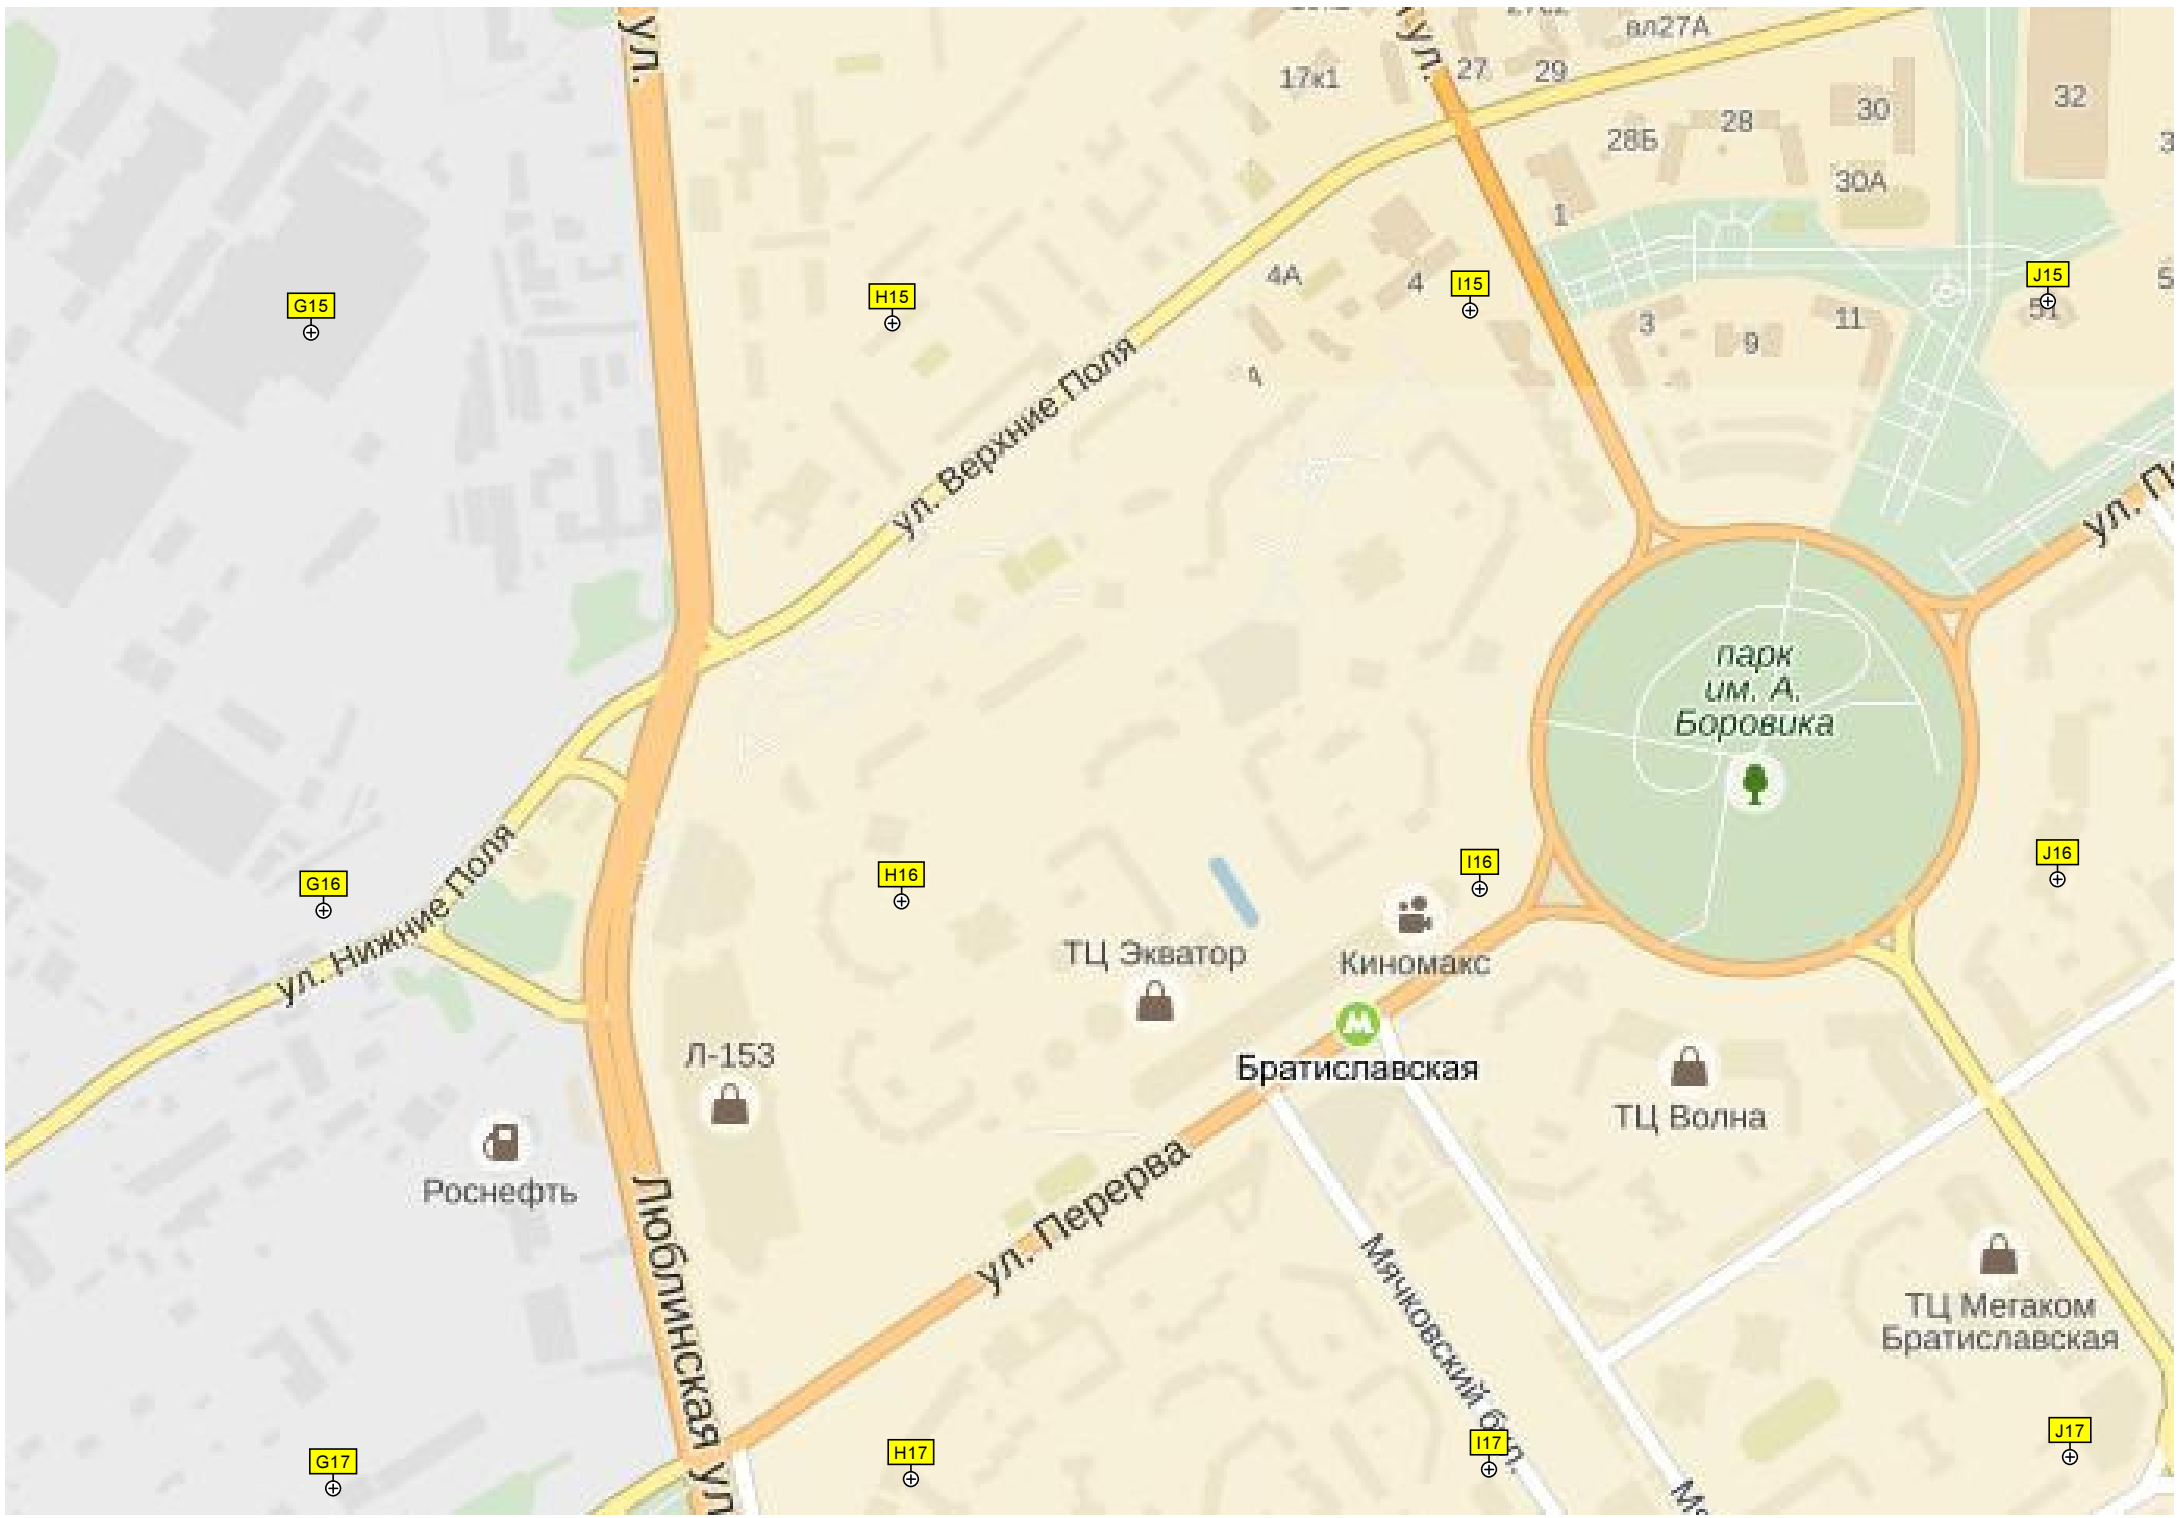 ул.
ул.
вл27А
17к1
27
29
30
32
28Б
28
30А
1
4А
4
I15
J15
G15
H15
3
9
11
51
ул. Верхние Поля
ул.
парк
им. А.
Боровика
ул. Нижние Поля
G16
H16
I16
J16
ТЦ Экватор
Киномакс
Л-153
Братиславская
ТЦ Волна
Роснефть
ул. Перерва
Люблинская ул
Мячковский бул.
ТЦ Мегаком
Братиславская
G17
H17
I17
J17